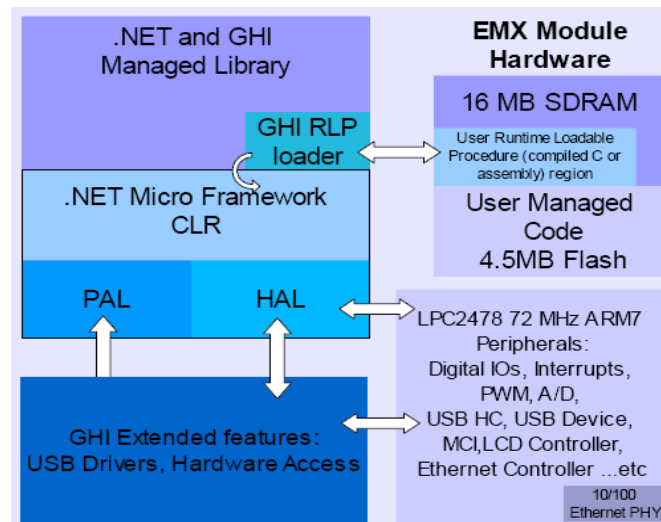 .NET and GHI
Managed Library
GHI RLP
loader
.NET Micro Framework
CLR
PAL
HAL
GHI Extended features:
USB Drivers, Hardware Access
EMX Module
Hardware
16 MB SDRAM
User Runtime Loadable
Procedure (compiled C or
assembly) region
User Managed
Code
4.5MB Flash
LPC2478 72 MHz ARM7
Peripherals:
Digital IOs, Interrupts,
PWM, A/D,
USB HC, USB Device,
MCI,LCD Controller,
Ethernet Controller ...etc
10/100
Ethernet PHY